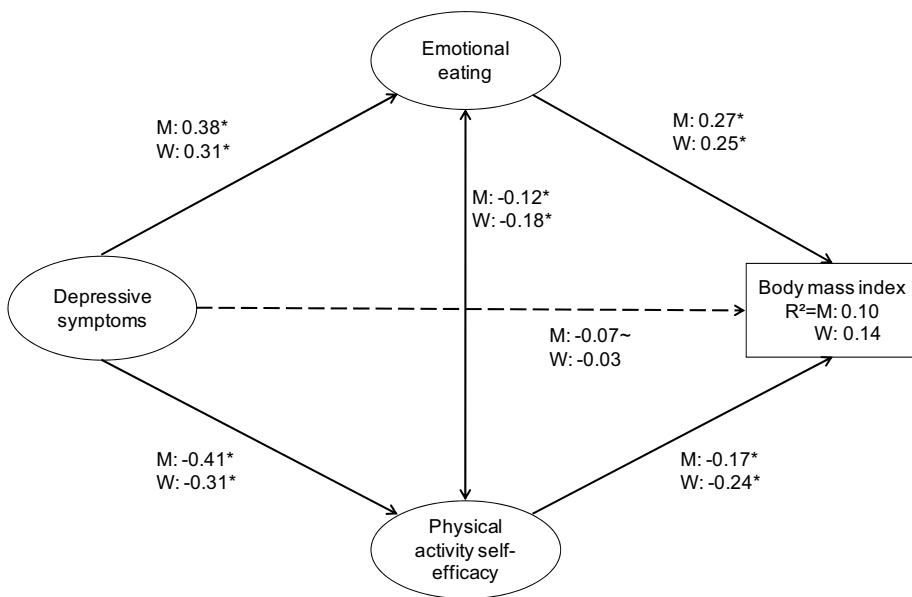 Emotional
eating
M: 0.38*
W: 0.31*
M: 0.27*
W: 0.25*
M: -0.12*
W: -0.18*
Depressive
symptoms
Body mass index
R²=M: 0.10
W: 0.14
M: -0.07~
W: -0.03
M: -0.41*
W: -0.31*
M: -0.17*
W: -0.24*
Physical
activity self-
efficacy